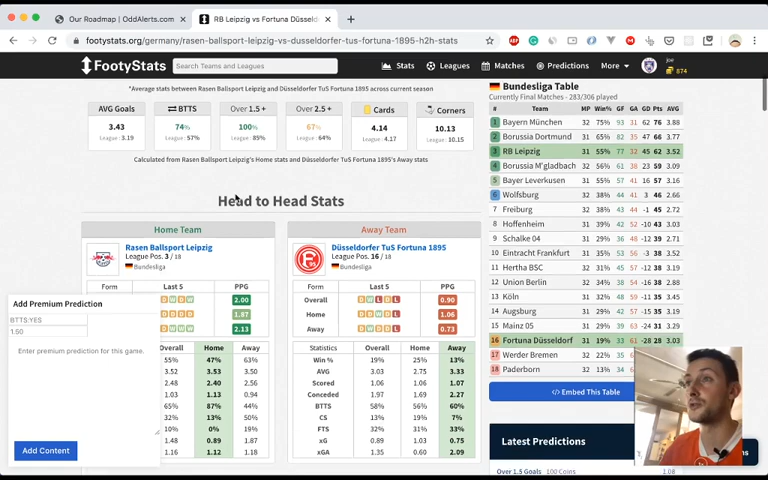 Our Roadmap | OddAlerts.com
RB Leipzig vs Fortuna Düsseldorf
footystats.org/germany/rasen-ballsport-leipzig-vs-dusseldorfer-tus-fortuna-1895-h2h-stats
FootyStats
Search Teams and Leagues
Stats
Leagues
Matches
Predictions
More
joe
874
*Average stats between Rasen Ballsport Leipzig and Düsseldorfer TuS Fortuna 1895 across current season
AVG Goals
3.43
League : 3.19
BTTS
74%
League : 57%
Over 1.5 +
100%
League : 85%
Over 2.5 +
67%
League : 64%
Cards
4.14
League : 4.17
Corners
10.13
League : 10.15
Calculated from Rasen Ballsport Leipzig's Home stats and Düsseldorfer TuS Fortuna 1895's Away stats
Head to Head Stats
Home Team
Rasen Ballsport Leipzig
League Pos. 3 / 18
Bundesliga
Form Last 5 PPG
D W D W 2.00
D D D D 1.87
W D W D 2.13
Overall Home Away
55% 47% 63%
3.52 3.53 3.50
2.48 2.40 2.56
1.03 1.13 0.94
65% 87% 44%
32% 13% 50%
10% 0% 19%
1.48 0.89 1.87
1.16 1.12 1.18
Away Team
Düsseldorfer TuS Fortuna 1895
League Pos. 16 / 18
Bundesliga
Form Last 5 PPG
Overall D W L D L 0.90
Home 1.06
Away 0.73
Statistics Overall Home Away
Win % 19% 25% 13%
AVG 3.03 2.75 3.33
Scored 1.06 1.06 1.07
Conceded 1.97 1.69 2.27
BTTS 58% 56% 60%
CS 13% 19% 7%
FTS 32% 31% 33%
xG 0.89 1.03 0.75
xGA 1.35 0.60 2.09
Add Premium Prediction
BTTS:YES
1.50
Enter premium prediction for this game.
Add Content
Bundesliga Table
Currently Final Matches - 283/306 played
# Team MP Win% GF GA GD Pts AVG
1 Bayern München 32 75% 93 31 62 76 3.88
2 Borussia Dortmund 31 65% 82 35 47 66 3.77
3 RB Leipzig 31 55% 77 32 45 62 3.52
4 Borussia M'gladbach 32 56% 61 38 23 59 3.09
5 Bayer Leverkusen 31 57% 57 41 16 57 3.16
6 Wolfsburg 32 38% 44 41 3 46 2.66
7 Freiburg 32 38% 43 44 -1 45 2.72
8 Hoffenheim 31 39% 42 52 -10 43 3.03
9 Schalke 04 31 29% 36 48 -12 39 2.71
10 Eintracht Frankfurt 31 35% 53 56 -3 38 3.52
11 Hertha BSC 31 31% 45 57 -12 38 3.19
12 Union Berlin 32 34% 38 54 -16 38 2.88
13 Köln 31 32% 48 59 -11 35 3.45
14 Augsburg 31 29% 42 57 -15 35 3.19
15 Mainz 05 31 29% 39 63 -24 31 3.29
16 Fortuna Düsseldorf 31 19% 33 61 -28 28 3.03
17 Werder Bremen 32 22% 35
18 Paderborn 32 13% 34
Embed This Table
Latest Predictions
Over 1.5 Goals 100 Coins 1.08